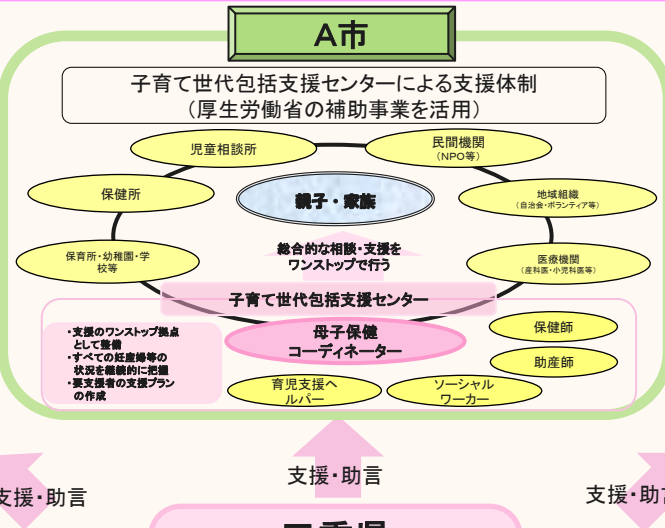 A市
子育て世代包括支援センターによる支援体制
(厚生労働省の補助事業を活用)
児童相談所
民間機関
(NPO等)
保健所
親子・家族
地域組織
(自治会・ボランティア等)
総合的な相談・支援を
ワンストップで行う
保育所・幼稚園・学
校等
医療機関
(産科医・小児科医等)
子育て世代包括支援センター
・支援のワンストップ拠点
として整備
・すべての妊産婦等の
状況を継続的に把握
・要支援者の支援プラン
の作成
母子保健
コーディネーター
保健師
助産師
育児支援ヘ
ルパー
ソーシャル
ワーカー
支援・助言
支援・助言
支援・助言